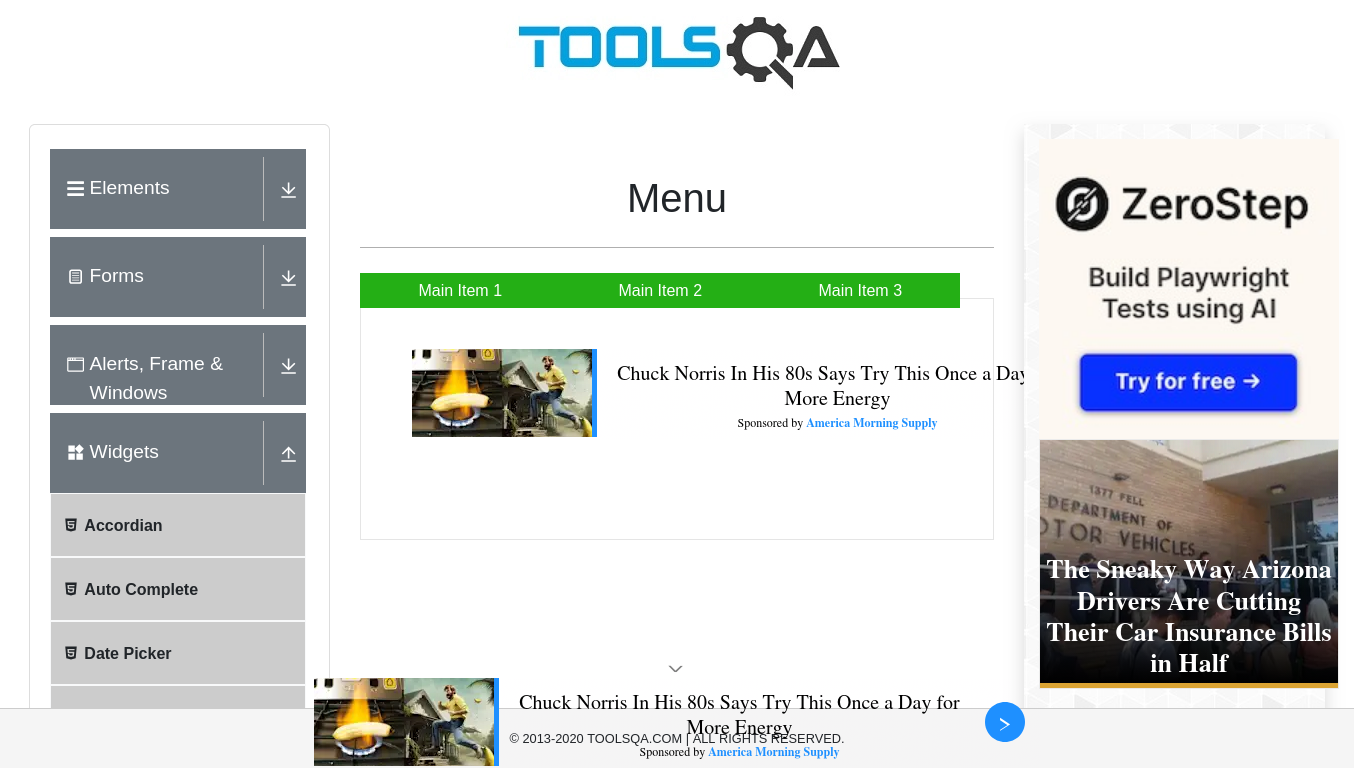 TOOLSQA
Elements
Forms
Alerts, Frame &
Windows
Widgets
Accordian
Auto Complete
Date Picker
Menu
Main Item 1
Main Item 2
Main Item 3
Chuck Norris In His 80s Says Try This Once a Day
More Energy
Sponsored by America Morning Supply
ZeroStep
Build Playwright
Tests using AI
Try for free →
1377 FELL
DEPARTMENT OF
OTOR VEHICLES
The Sneaky Way Arizona
Drivers Are Cutting
Their Car Insurance Bills
in Half
Chuck Norris In His 80s Says Try This Once a Day for
More Energy
© 2013-2020 TOOLSQA.COM | ALL RIGHTS RESERVED.
Sponsored by America Morning Supply